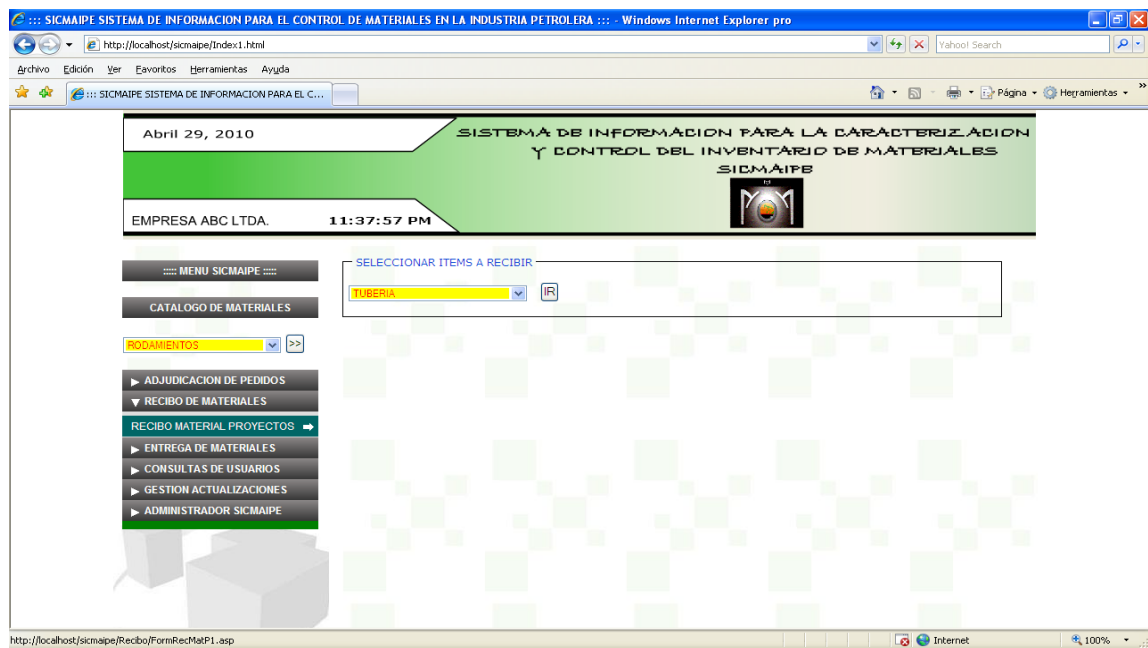 ::: SICMAIPE SISTEMA DE INFORMACION PARA EL CONTROL DE MATERIALES EN LA INDUSTRIA PETROLERA ::: - Windows Internet Explorer pro
http://localhost/sicmaipe/Index1.html
Yahoo! Search
Archivo Edición Ver Favoritos Herramientas Ayuda
::: SICMAIPE SISTEMA DE INFORMACION PARA EL C...
Página Herramientas »
Abril 29, 2010
SISTEMA DE INFORMACION PARA LA CARACTERIZACION
Y CONTROL DEL INVENTARIO DE MATERIALES
SICMAIPE
EMPRESA ABC LTDA. 11:37:57 PM
::::: MENU SICMAIPE :::::
SELECCIONAR ITEMS A RECIBIR
TUBERIA IR
CATALOGO DE MATERIALES
RODAMIENTOS >>
ADJUDICACION DE PEDIDOS
RECIBO DE MATERIALES
RECIBO MATERIAL PROYECTOS
ENTREGA DE MATERIALES
CONSULTAS DE USUARIOS
GESTION ACTUALIZACIONES
ADMINISTRADOR SICMAIPE
http://localhost/sicmaipe/Recibo/FormRecMatP1.asp
Internet 100%